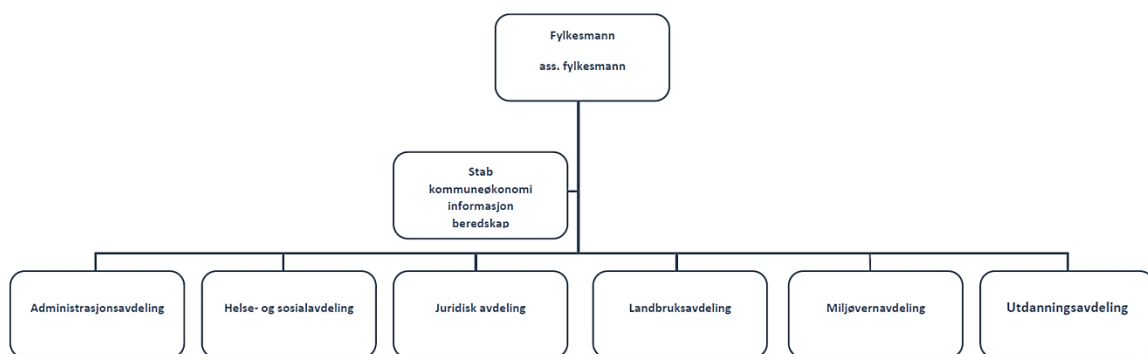 Fylkesmann
ass. fylkesmann
Stab
kommuneøkonomi
informasjon
beredskap
Administrasjonsavdeling
Helse- og sosialavdeling
Juridisk avdeling
Landbruksavdeling
Miljøvernavdeling
Utdanningsavdeling